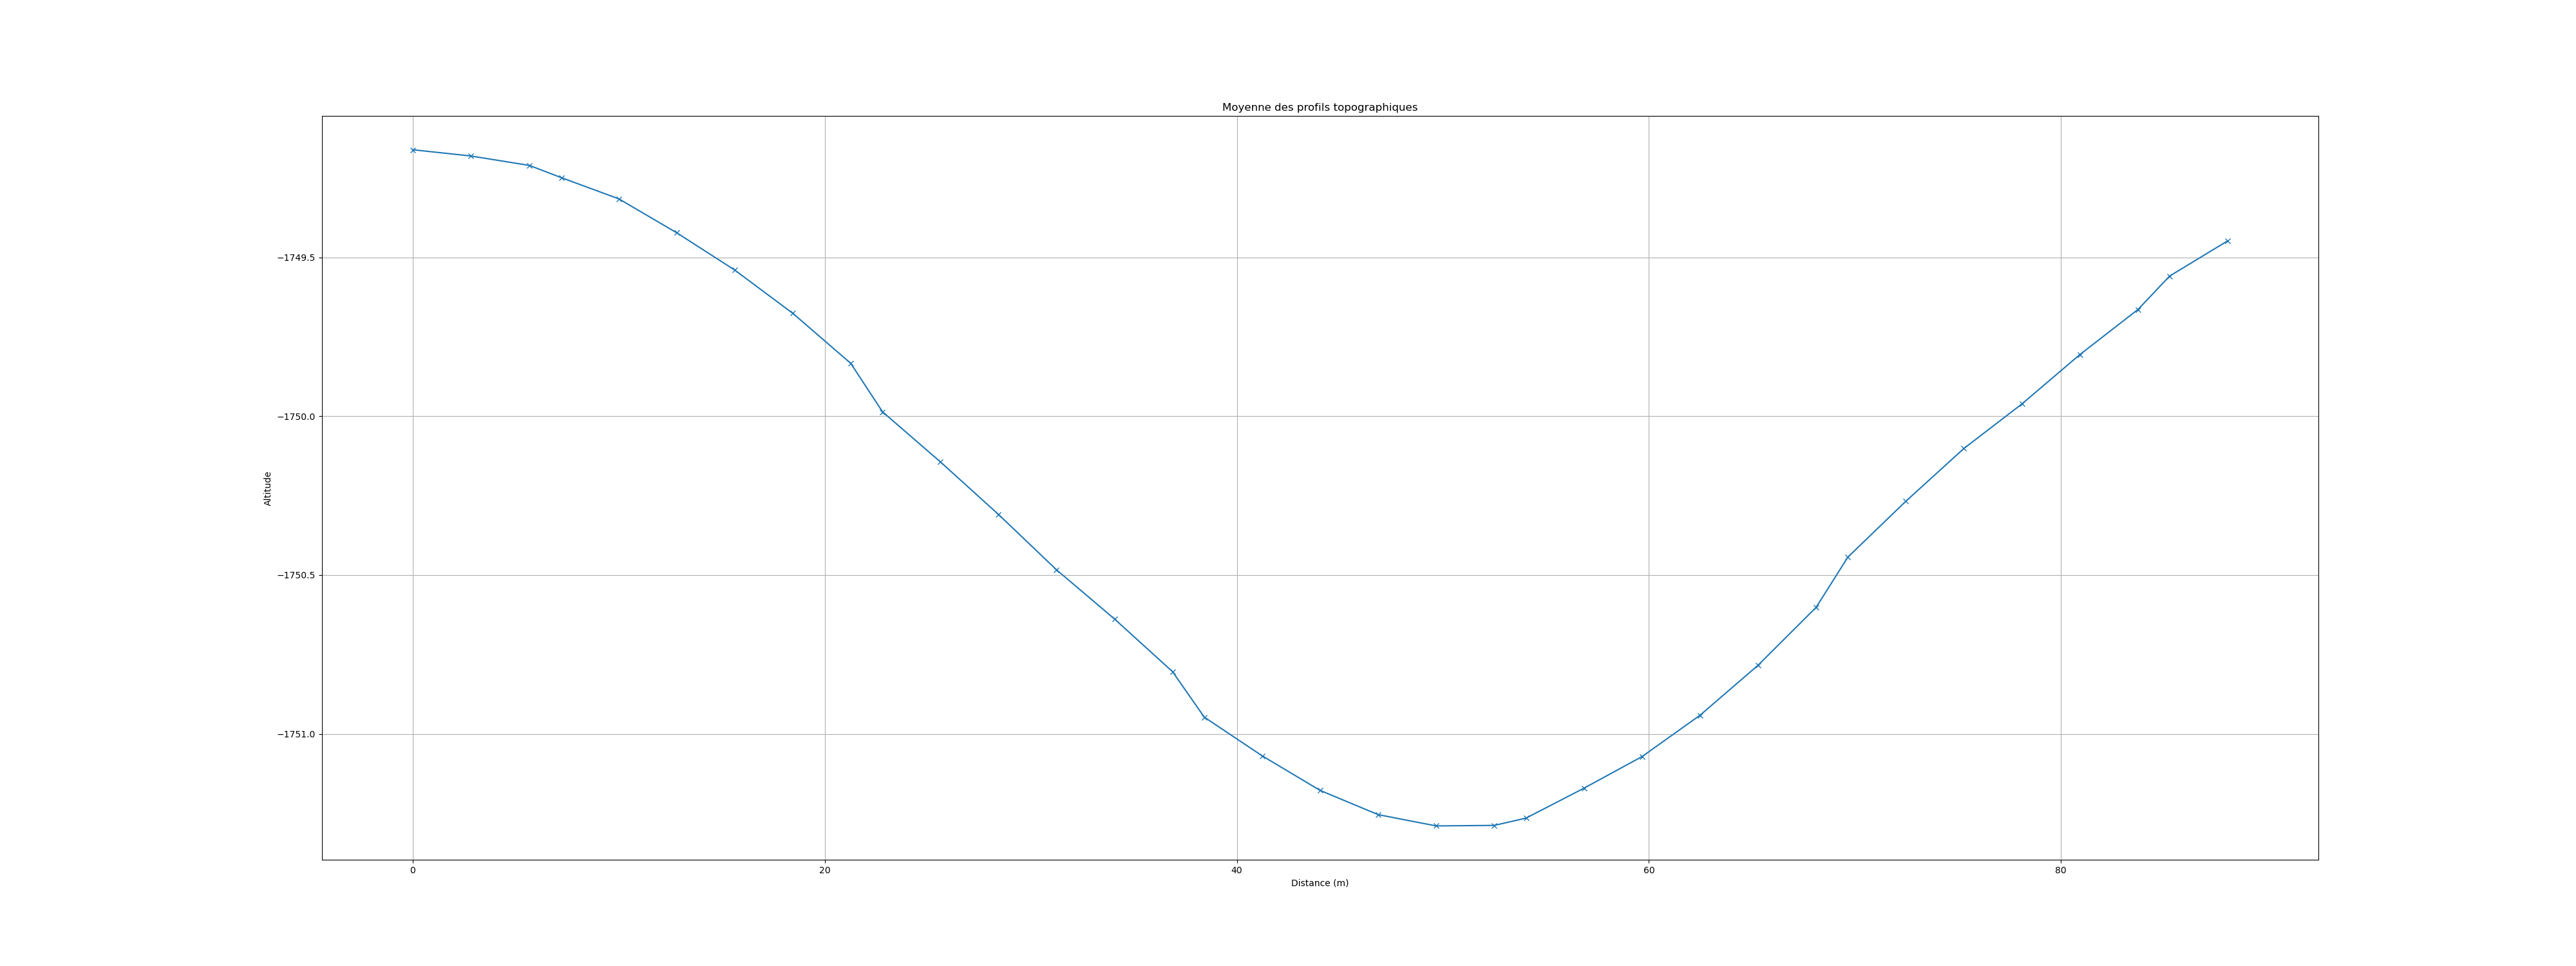 Moyenne des profils topographiques
−1749.5
−1750.0
−1750.5
−1751.0
Altitude
0 20 40 60 80
Distance (m)